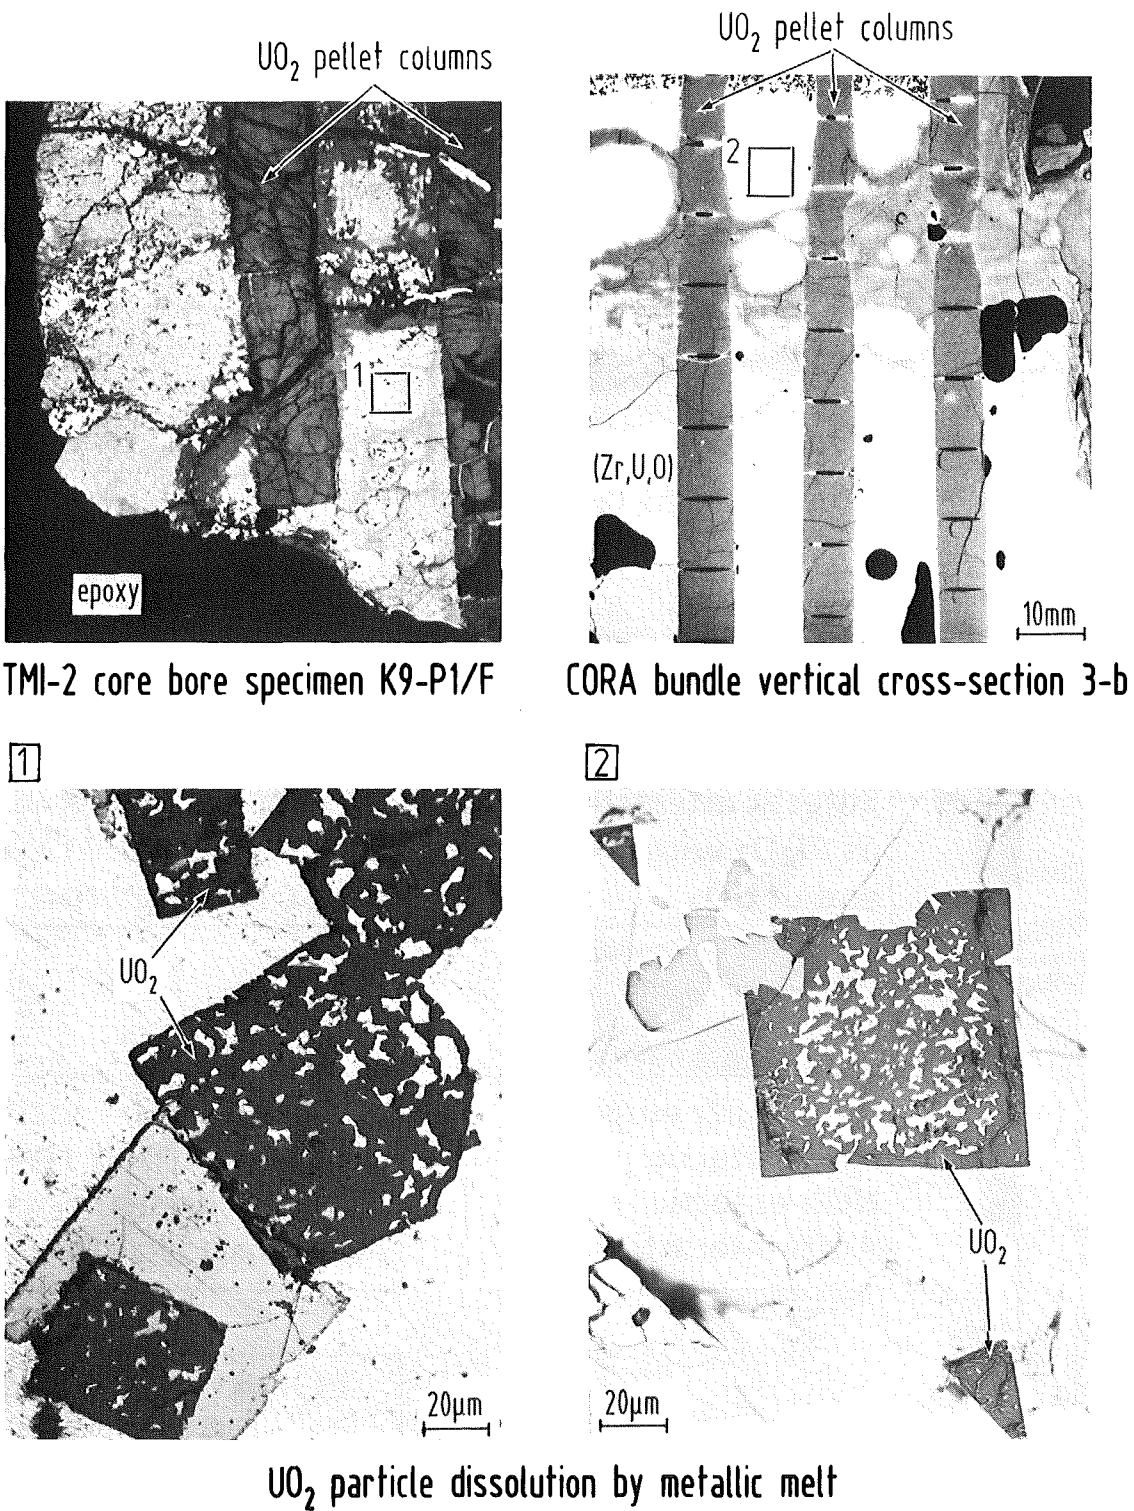 UO₂ pellet columns
UO₂ pellet columns
1
epoxy
2
(Zr,U,O)
10mm
TMI-2 core bore specimen K9-P1/F
CORA bundle vertical cross-section 3-b
1
UO₂
20µm
2
UO₂
20µm
UO₂ particle dissolution by metallic melt